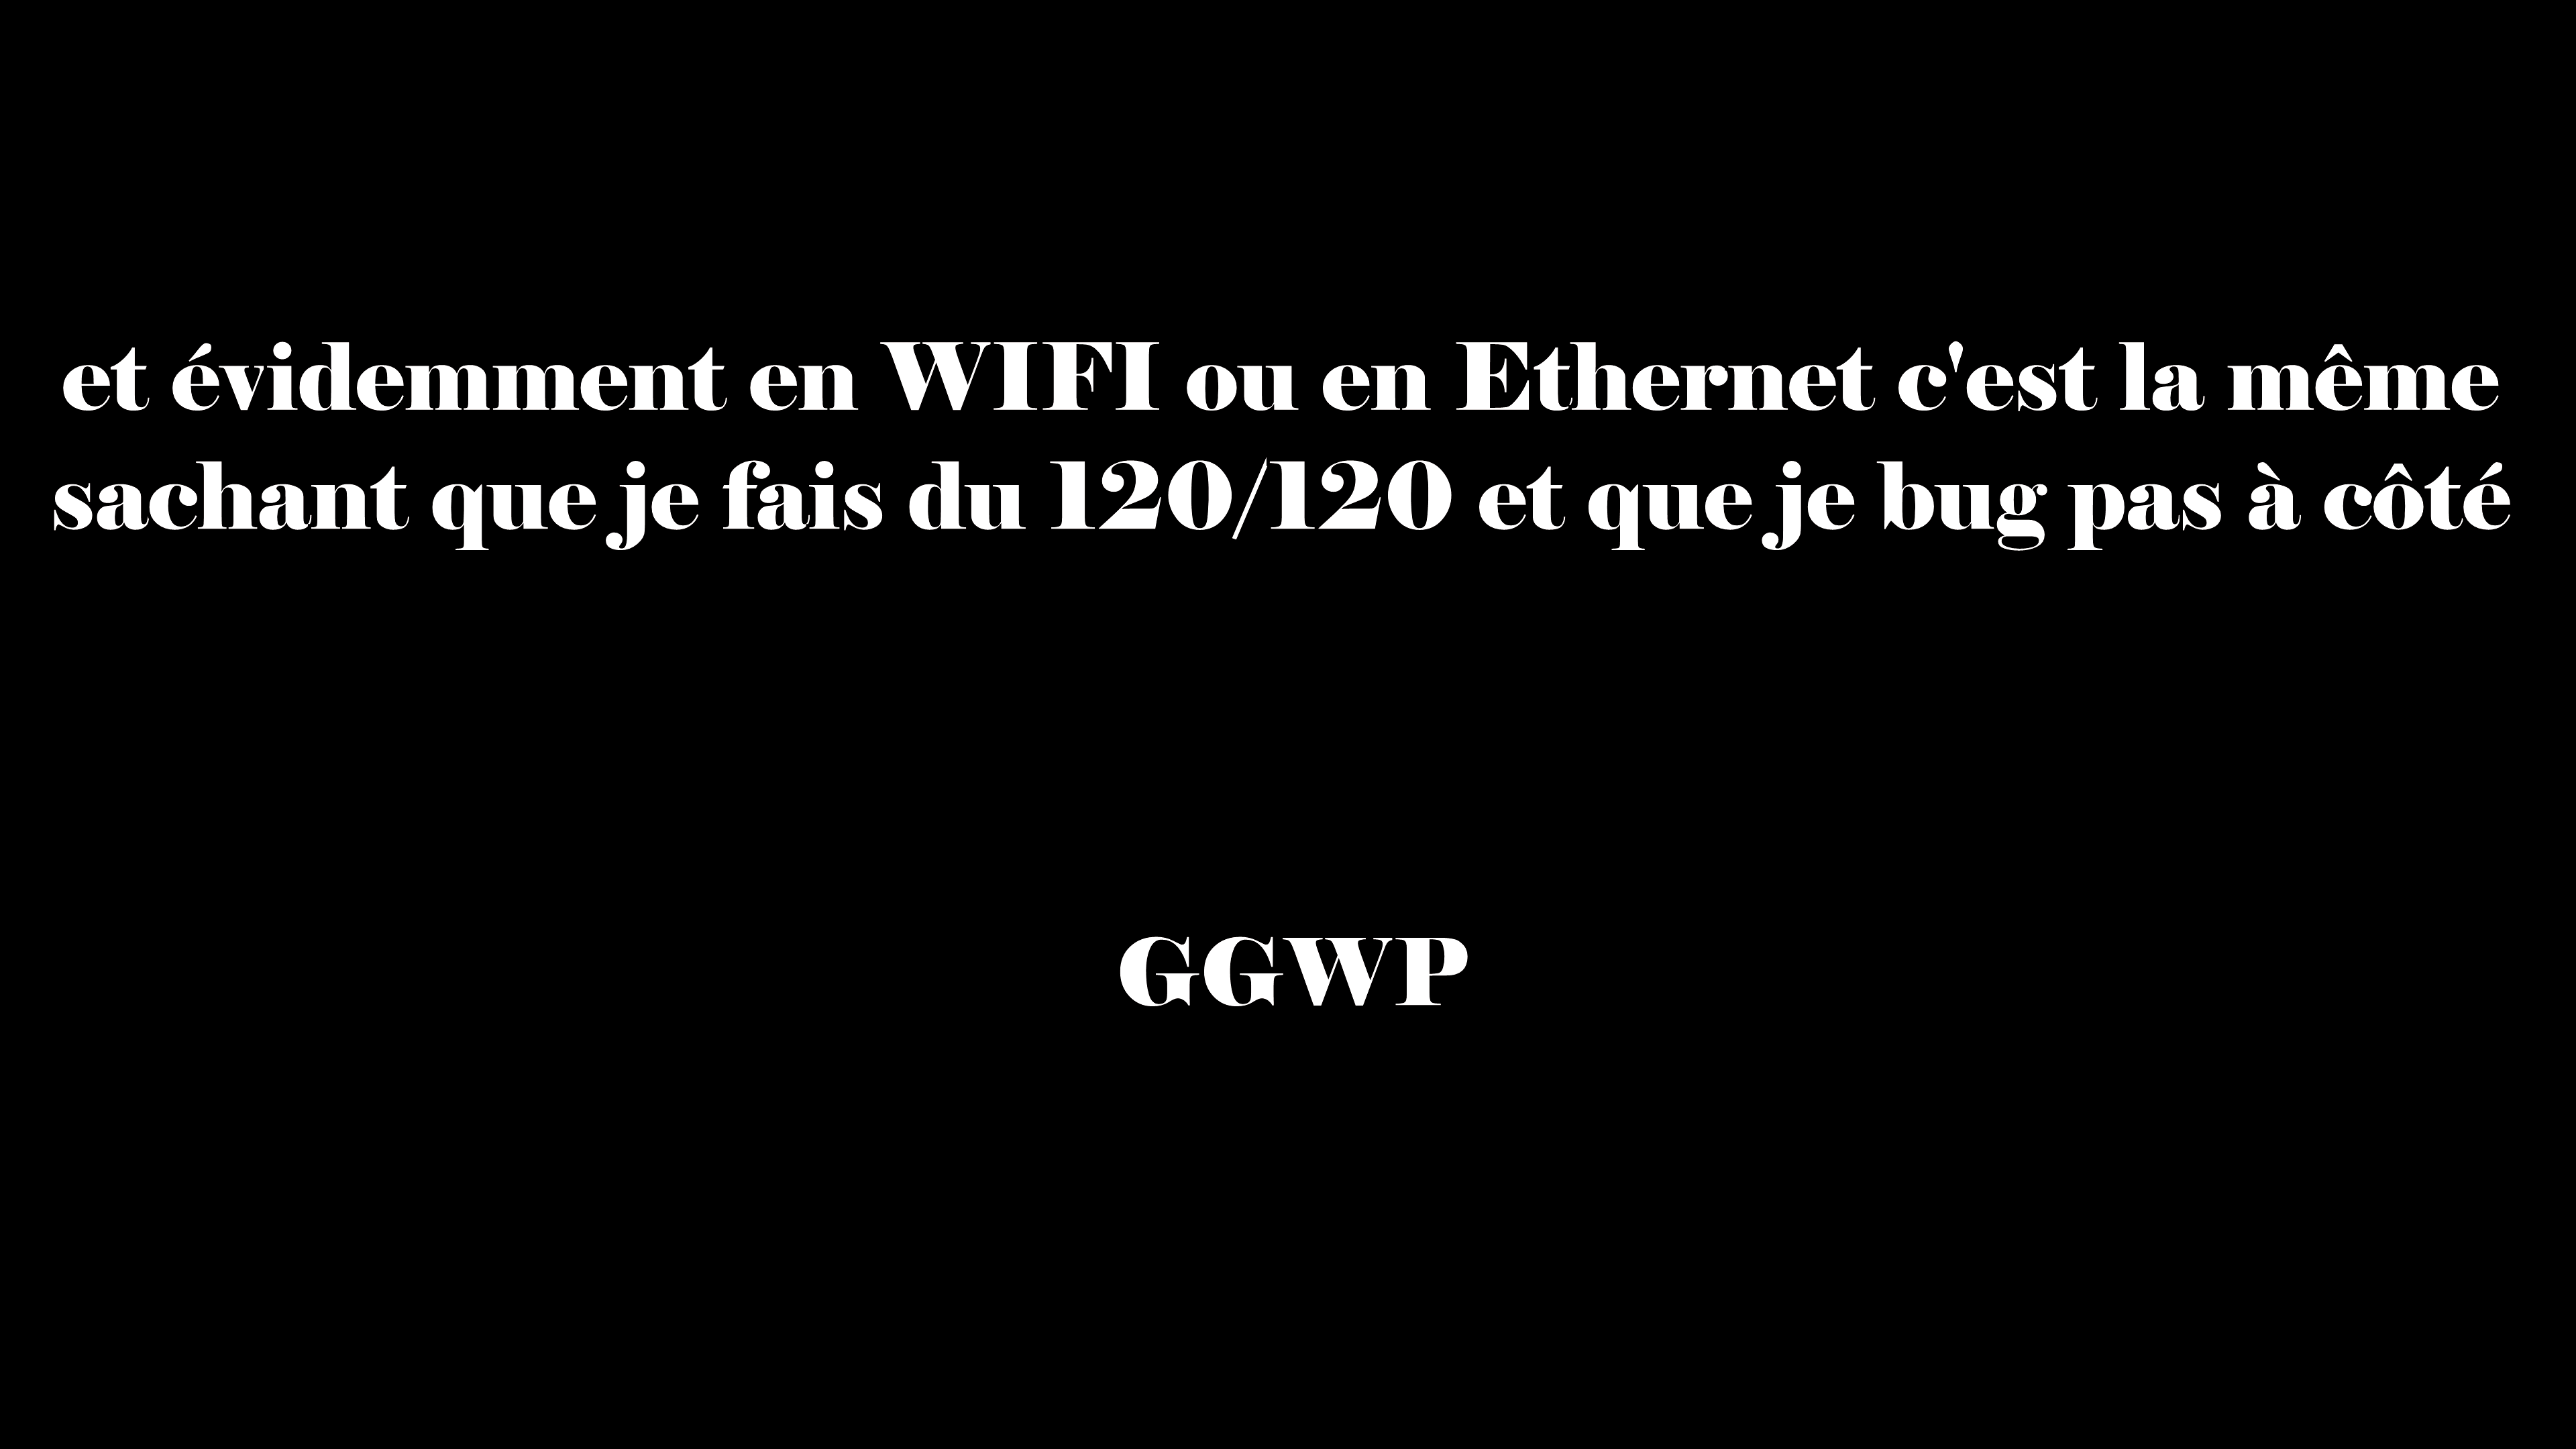 et évidemment en WIFI ou en Ethernet c'est la même
sachant que je fais du 120/120 et que je bug pas à côté
GGWP